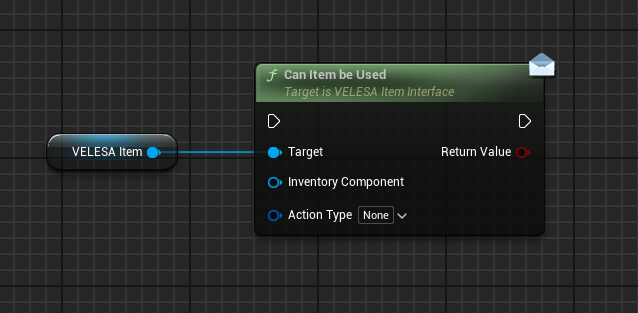 f Can Item be Used
Target is VELESA Item Interface
VELESA Item
Target
Return Value
Inventory Component
Action Type None